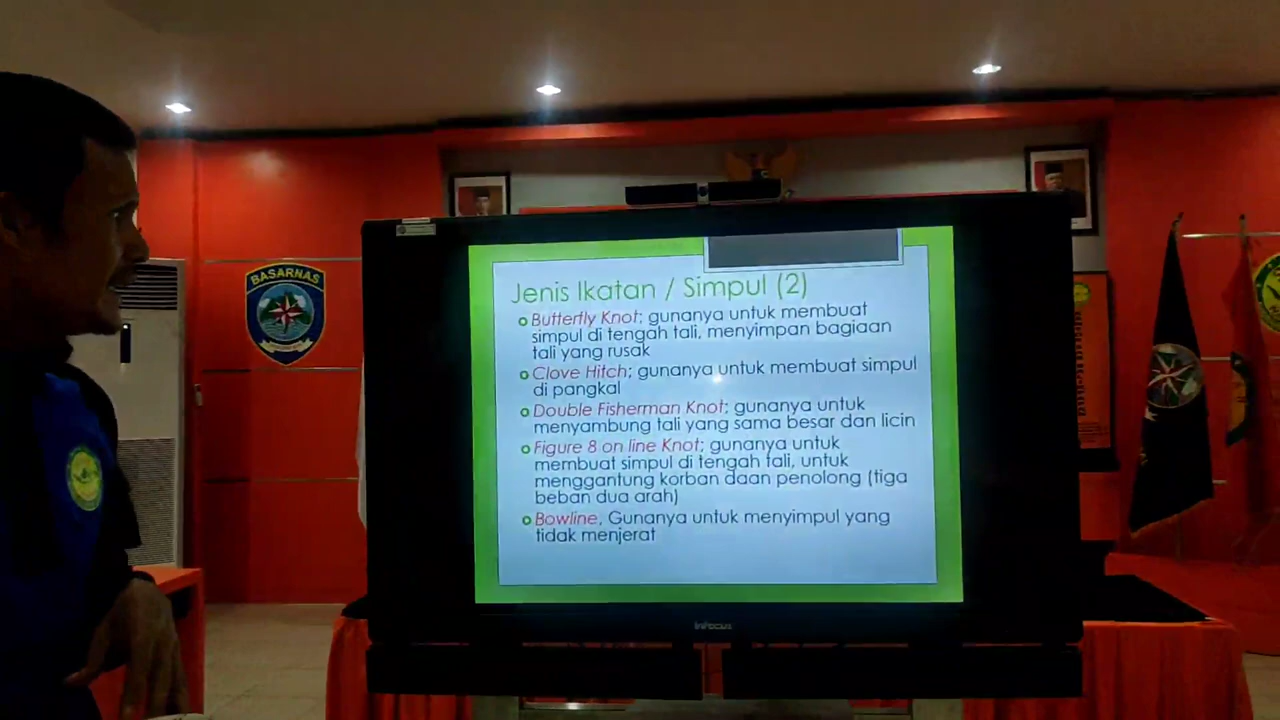 BASARNAS
Jenis Ikatan / Simpul (2)
Butterfly Knot; gunanya untuk membuat
simpul di tengah tali, menyimpan bagiaan
tali yang rusak
Clove Hitch; gunanya untuk membuat simpul
di pangkal
Double Fisherman Knot; gunanya untuk
menyambung tali yang sama besar dan licin
Figure 8 on line Knot; gunanya untuk
membuat simpul di tengah tali, untuk
menggantung korban daan penolong (tiga
beban dua arah)
Bowline, Gunanya untuk menyimpul yang
tidak menjerat
InFocus